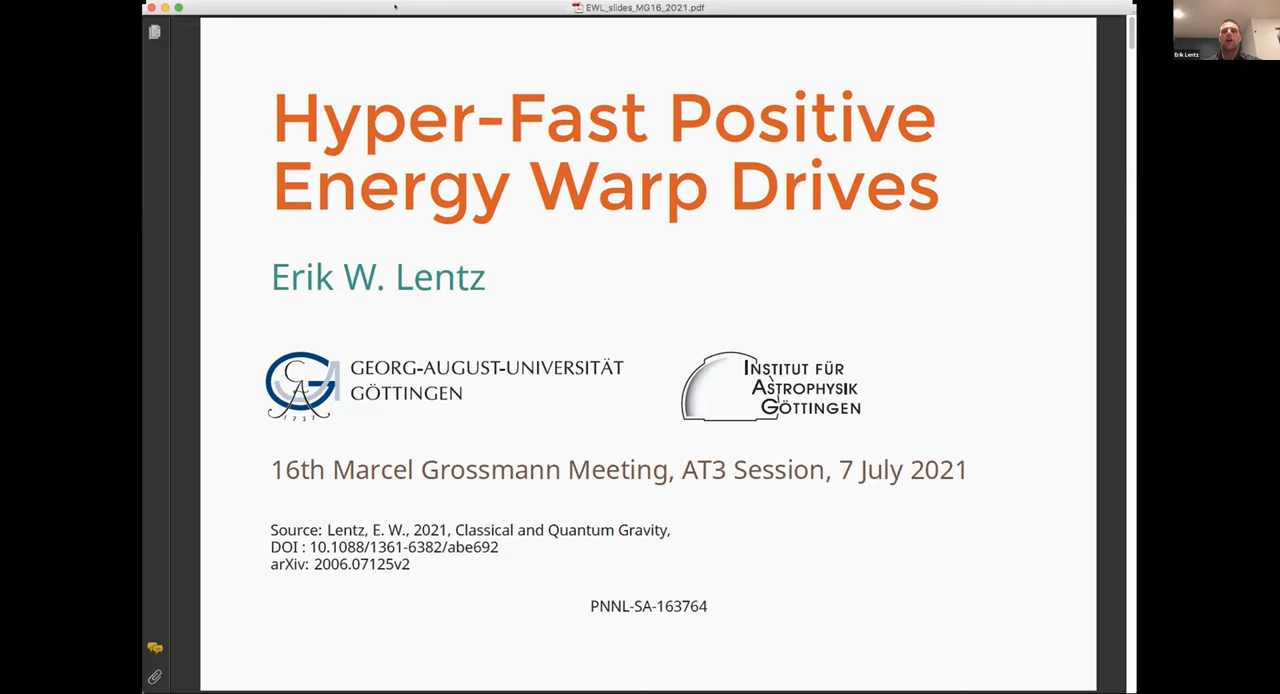 EWL_slides_MG16_2021.pdf
Erik Lentz
Hyper-Fast Positive
Energy Warp Drives
Erik W. Lentz
GEORG-AUGUST-UNIVERSITÄT
GÖTTINGEN
INSTITUT FÜR
ASTROPHYSIK
GÖTTINGEN
16th Marcel Grossmann Meeting, AT3 Session, 7 July 2021
Source: Lentz, E. W., 2021, Classical and Quantum Gravity,
DOI : 10.1088/1361-6382/abe692
arXiv: 2006.07125v2
PNNL-SA-163764